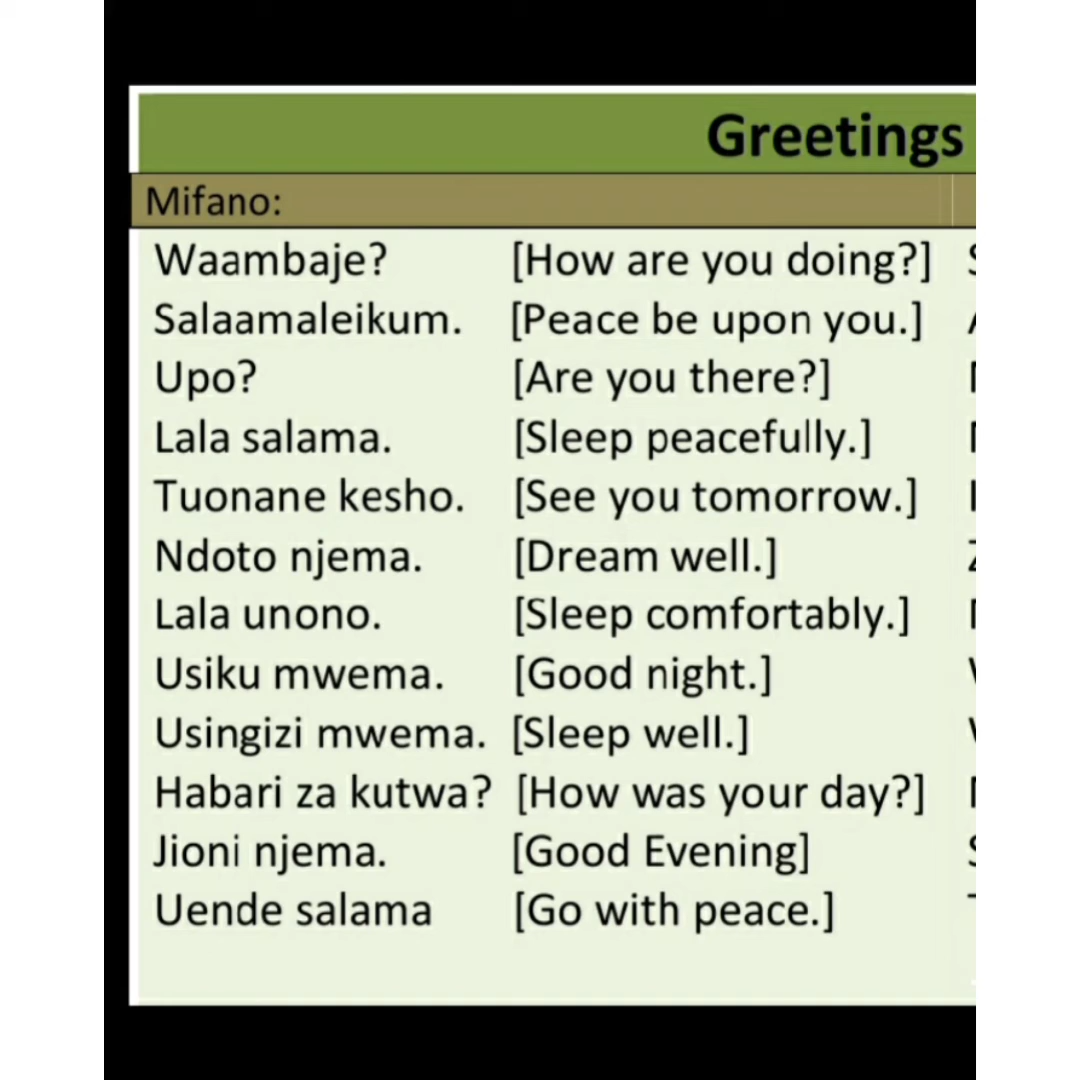 Greetings
Mifano:
Waambaje? [How are you doing?]
Salaamaleikum. [Peace be upon you.]
Upo? [Are you there?]
Lala salama. [Sleep peacefully.]
Tuonane kesho. [See you tomorrow.]
Ndoto njema. [Dream well.]
Lala unono. [Sleep comfortably.]
Usiku mwema. [Good night.]
Usingizi mwema. [Sleep well.]
Habari za kutwa? [How was your day?]
Jioni njema. [Good Evening]
Uende salama [Go with peace.]